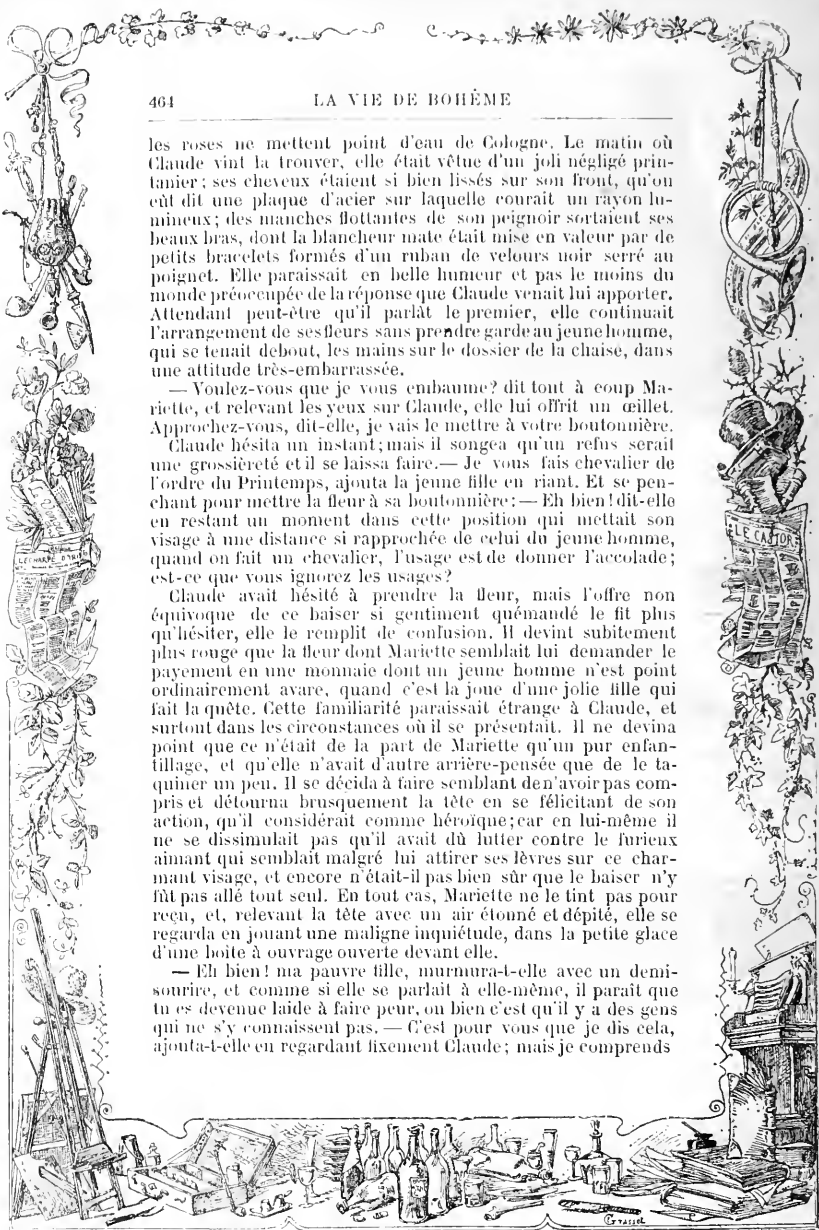 464
LA VIE DE BOHÊME
les roses ne mettent point d'eau de Cologne. Le matin où
Claude vint la trouver, elle était vêtue d'un joli négligé prin-
tanier; ses cheveux étaient si bien lissés sur son front, qu'on
eût dit une plaque d'acier sur laquelle courait un rayon lu-
mineux; des manches flottantes de son peignoir sortaient ses
beaux bras, dont la blancheur mate était mise en valeur par de
petits bracelets formés d'un ruban de velours noir serré au
poignet. Elle paraissait en belle humeur et pas le moins du
monde préoccupée de la réponse que Claude venait lui apporter.
Attendant peut-être qu'il parlât le premier, elle continuait
l'arrangement de ses fleurs sans prendre garde au jeune homme,
qui se tenait debout, les mains sur le dossier de la chaise, dans
une attitude très-embarrassée.
— Voulez-vous que je vous embaume? dit tout à coup Ma-
riette, et relevant les yeux sur Claude, elle lui offrit un œillet.
Approchez-vous, dit-elle, je vais le mettre à votre boutonnière.
Claude hésita un instant; mais il songea qu'un refus serait
une grossièreté et il se laissa faire. — Je vous fais chevalier de
l'ordre du Printemps, ajouta la jeune fille en riant. Et se pen-
chant pour mettre la fleur à sa boutonnière: — Eh bien! dit-elle
en restant un moment dans cette position qui mettait son
visage à une distance si rapprochée de celui du jeune homme,
quand on fait un chevalier, l'usage est de donner l'accolade;
est-ce que vous ignorez les usages?
Claude avait hésité à prendre la fleur, mais l'offre non
équivoque de ce baiser si gentiment quémandé le fit plus
qu'hésiter, elle le remplit de confusion. Il devint subitement
plus rouge que la fleur dont Mariette semblait lui demander le
payement en une monnaie dont un jeune homme n'est point
ordinairement avare, quand c'est la joue d'une jolie fille qui
fait la quête. Cette familiarité paraissait étrange à Claude, et
surtout dans les circonstances où il se présentait. Il ne devina
point que ce n'était de la part de Mariette qu'un pur enfan-
tillage, et qu'elle n'avait d'autre arrière-pensée que de le ta-
quiner un peu. Il se décida à faire semblant de n'avoir pas com-
pris et détourna brusquement la tête en se félicitant de son
action, qu'il considérait comme héroïque; car en lui-même il
ne se dissimulait pas qu'il avait dû lutter contre le furieux
aimant qui semblait malgré lui attirer ses lèvres sur ce char-
mant visage, et encore n'était-il pas bien sûr que le baiser n'y
fût pas allé tout seul. En tout cas, Mariette ne le tint pas pour
reçu, et, relevant la tête avec un air étonné et dépité, elle se
regarda en jouant une maligne inquiétude, dans la petite glace
d'une boîte à ouvrage ouverte devant elle.
— Eh bien! ma pauvre fille, murmura-t-elle avec un demi-
sourire, et comme si elle se parlait à elle-même, il paraît que
tu es devenue laide à faire peur, ou bien c'est qu'il y a des gens
qui ne s'y connaissent pas. — C'est pour vous que je dis cela,
ajouta-t-elle en regardant fixement Claude; mais je comprends
L'ÉCHARPE D'IRIS
LE CASTOR
Grasset